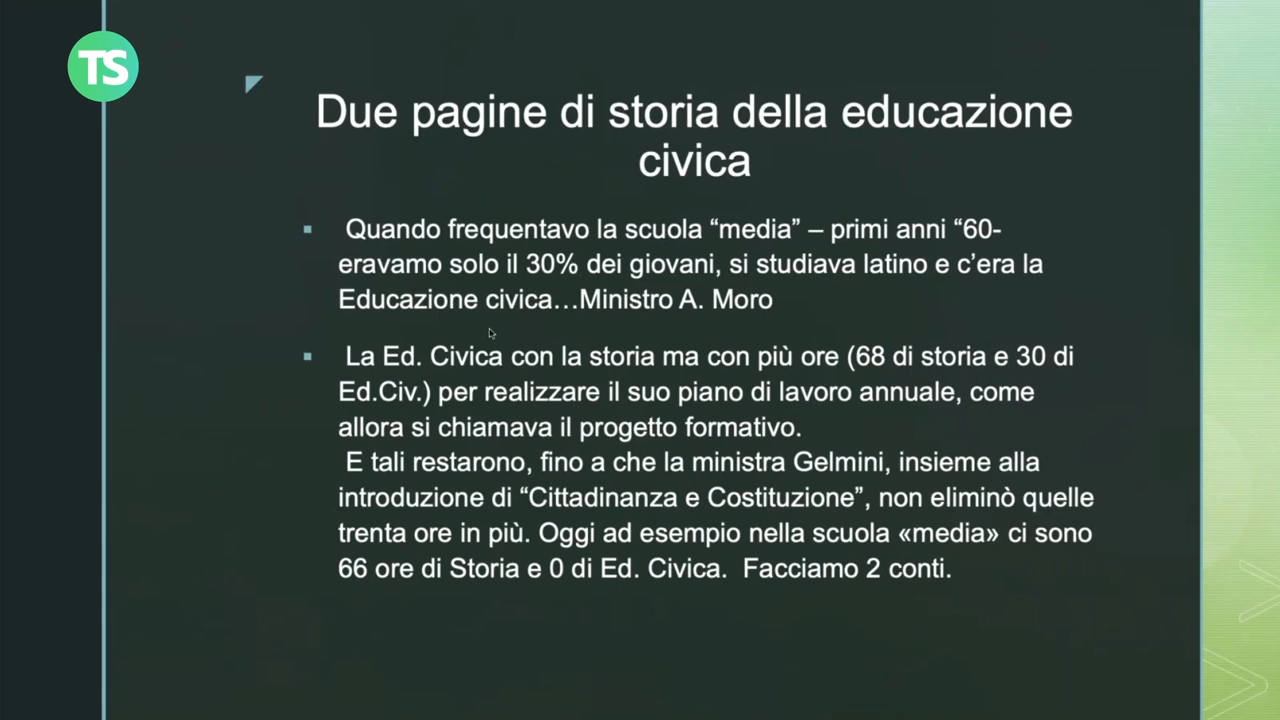 TS
Due pagine di storia della educazione
civica
Quando frequentavo la scuola “media” – primi anni “60-
eravamo solo il 30% dei giovani, si studiava latino e c’era la
Educazione civica…Ministro A. Moro
La Ed. Civica con la storia ma con più ore (68 di storia e 30 di
Ed.Civ.) per realizzare il suo piano di lavoro annuale, come
allora si chiamava il progetto formativo.
E tali restarono, fino a che la ministra Gelmini, insieme alla
introduzione di “Cittadinanza e Costituzione”, non eliminò quelle
trenta ore in più. Oggi ad esempio nella scuola «media» ci sono
66 ore di Storia e 0 di Ed. Civica. Facciamo 2 conti.